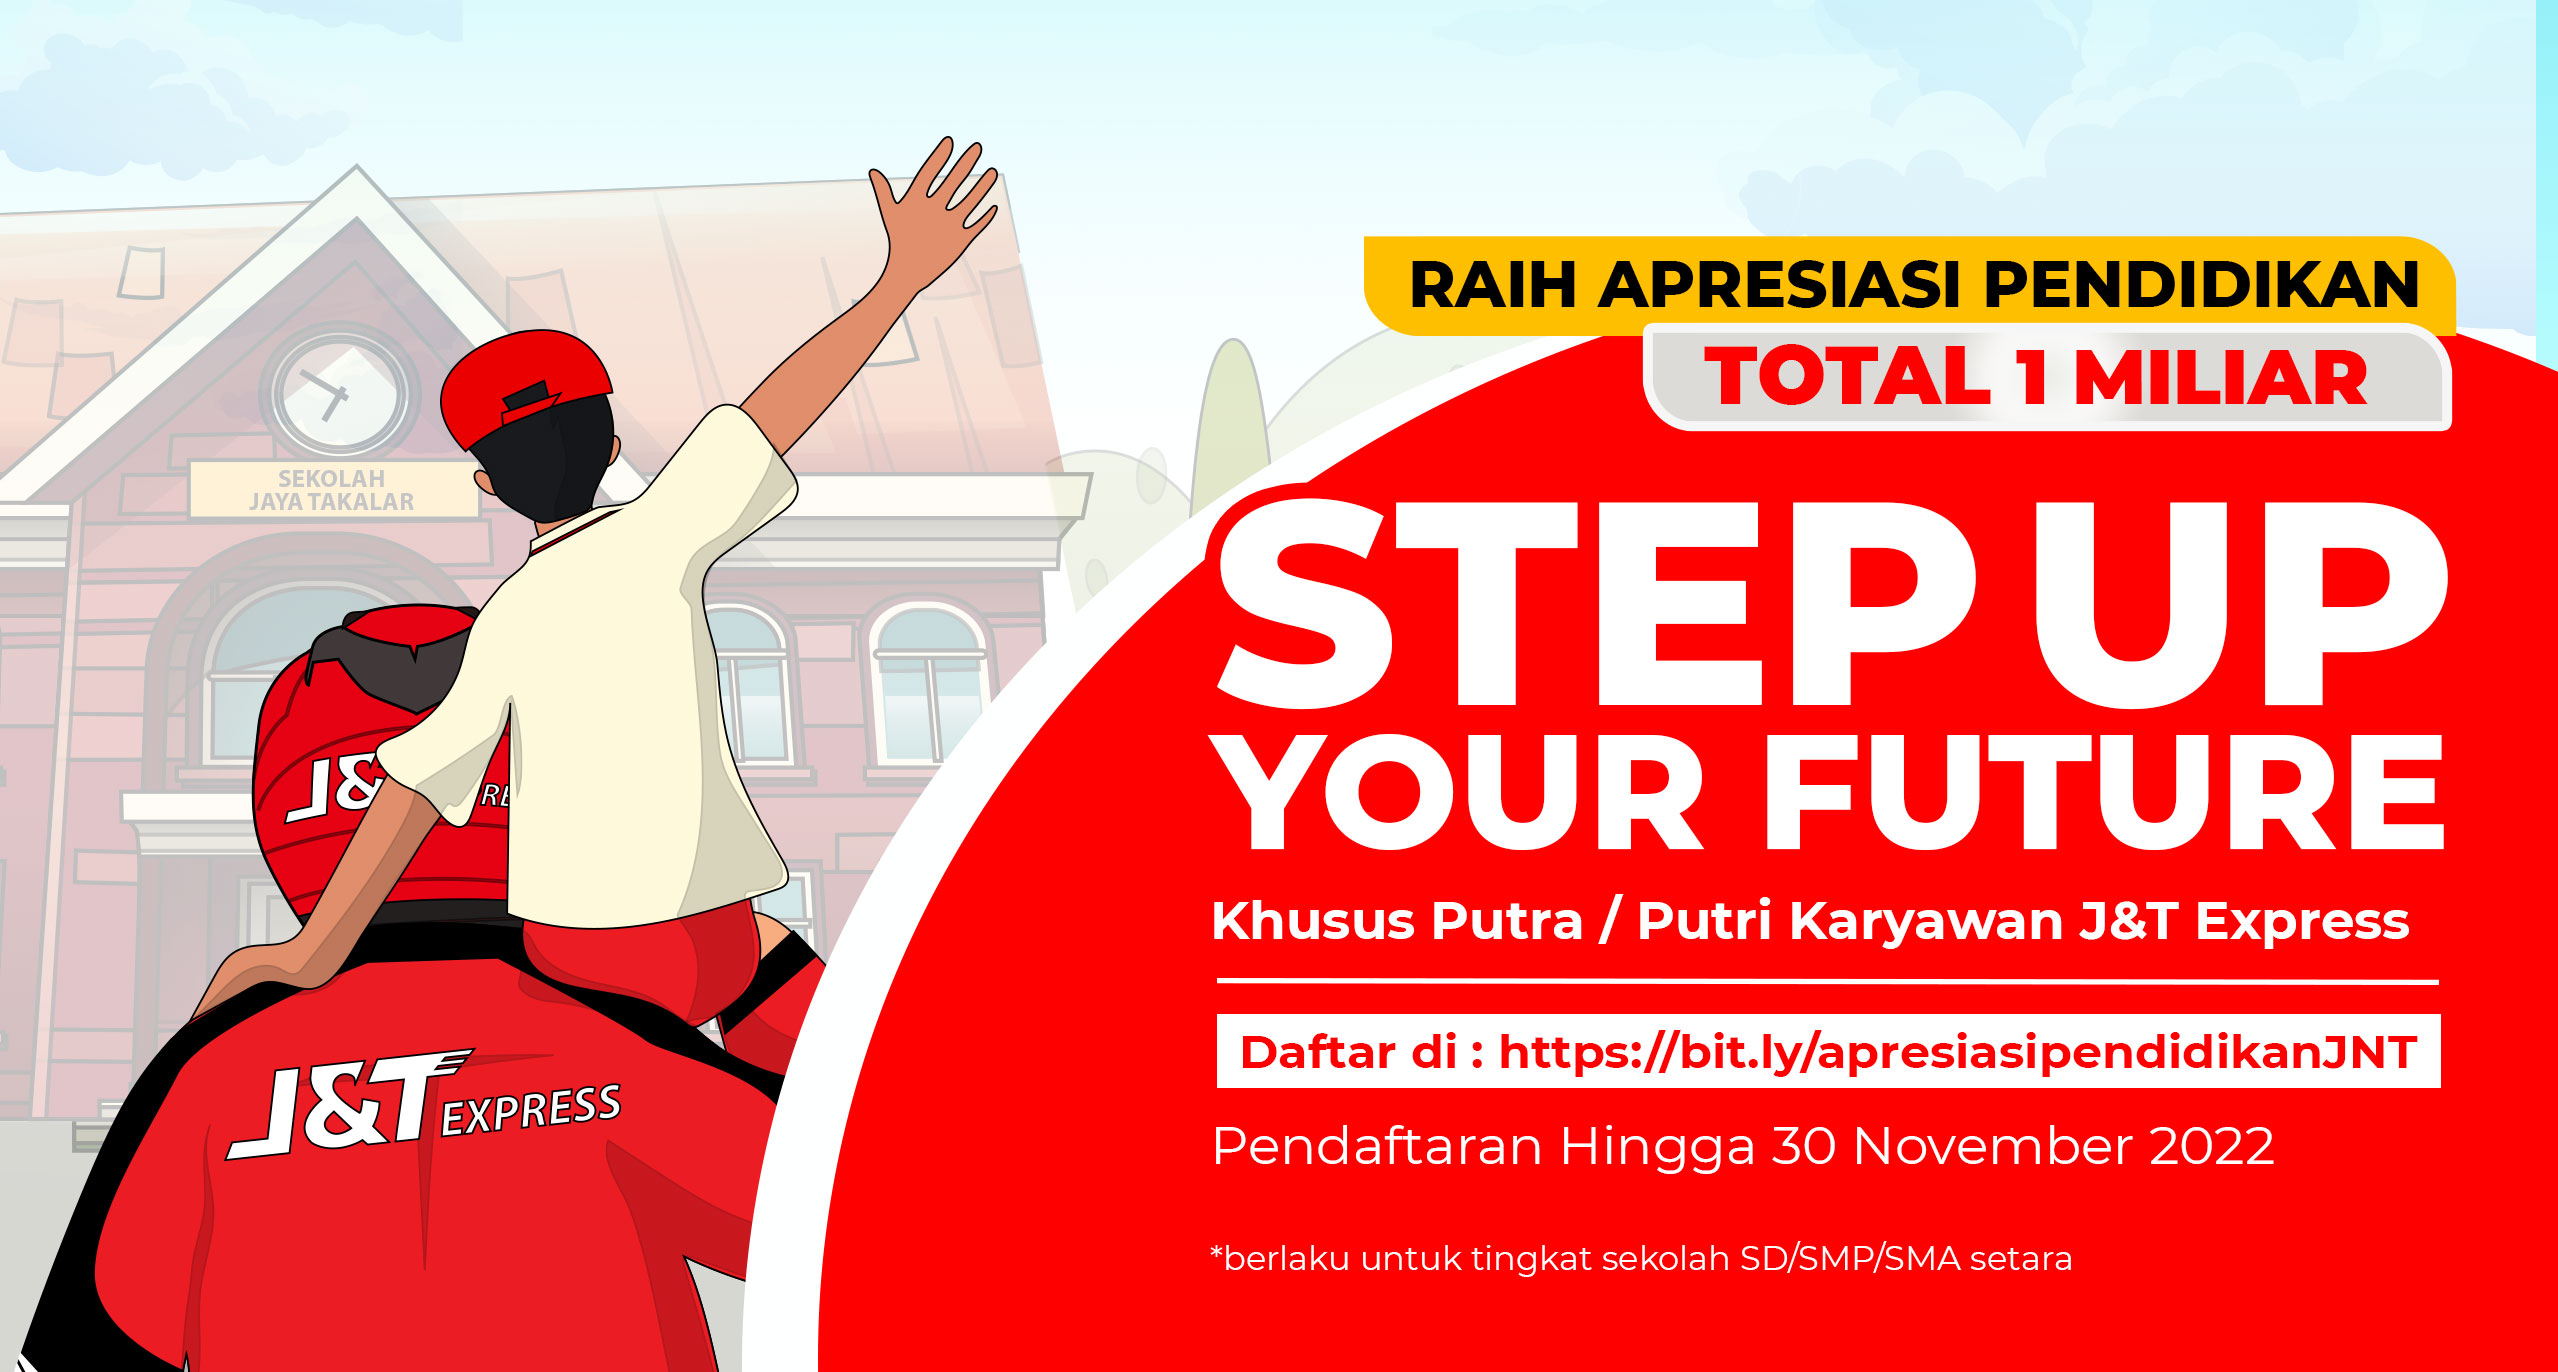 RAIH APRESIASI PENDIDIKAN
TOTAL 1 MILIAR
STEP UP
YOUR FUTURE
Khusus Putra / Putri Karyawan J&T Express
Daftar di : https://bit.ly/apresiasipendidikanJNT
Pendaftaran Hingga 30 November 2022
*berlaku untuk tingkat sekolah SD/SMP/SMA setara
SEKOLAH
JAYA TAKALAR
J&T EXPRESS